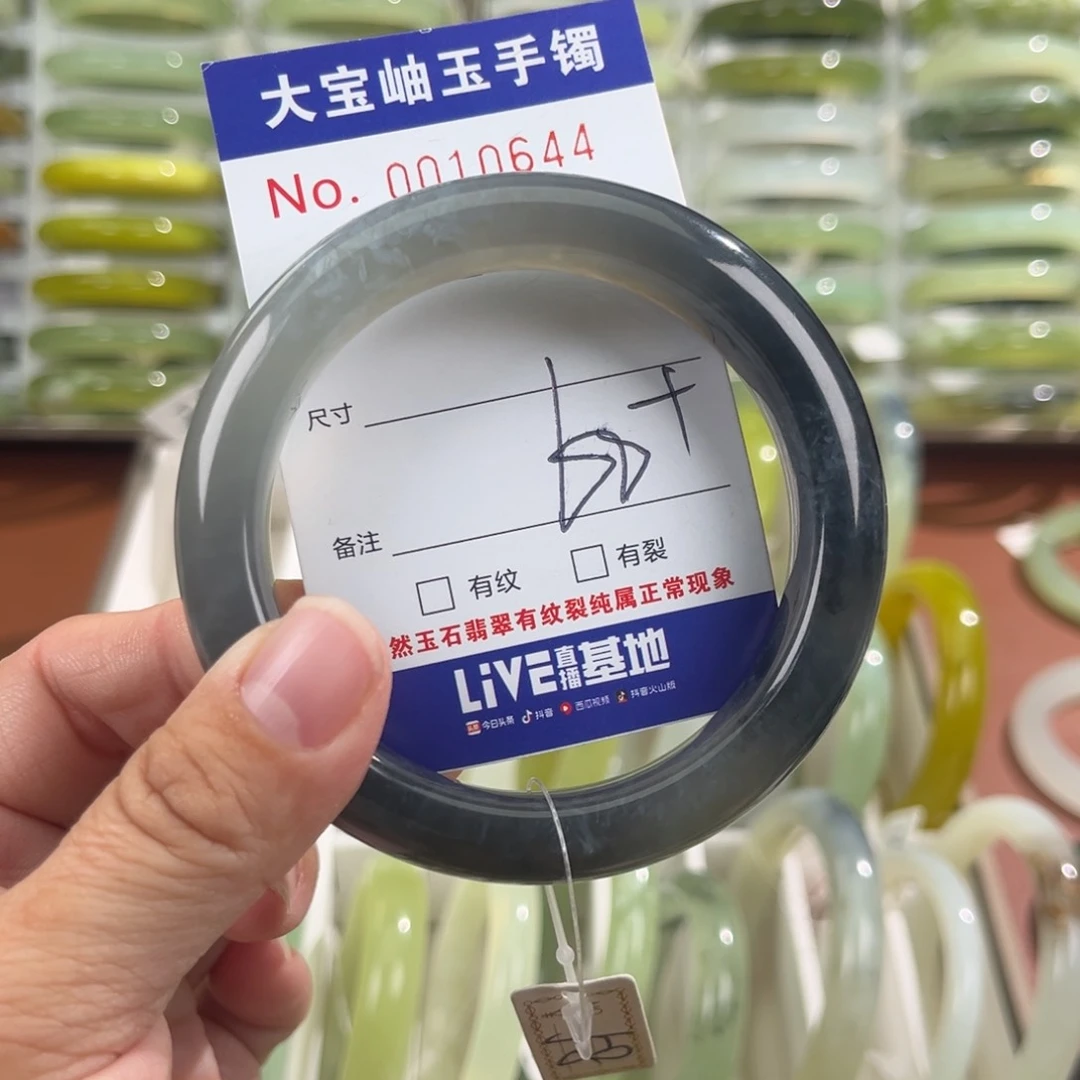 大宝岫玉手镯
No. 0010644
尺寸
备注
有纹 有裂
然玉石翡翠有纹裂纯属正常现象
LiVE直播基地
今日头条 抖音 西瓜视频 抖音火山版